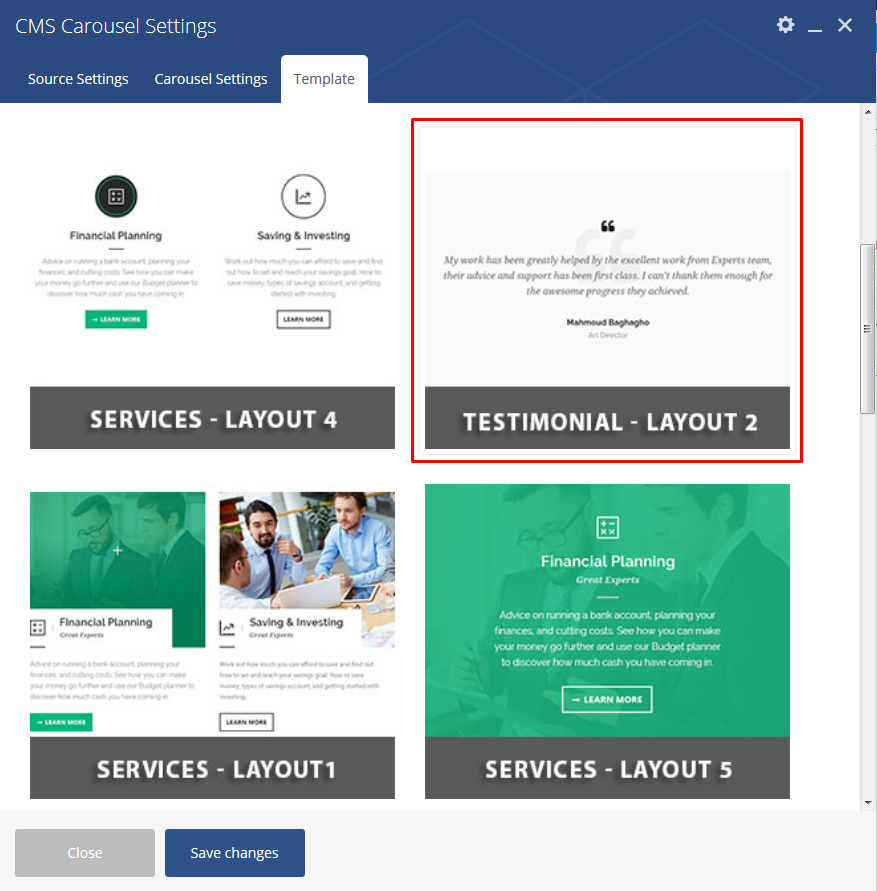 CMS Carousel Settings
Source Settings
Carousel Settings
Template
Financial Planning
Advice on running a bank account, planning your
finances, and cutting costs. See how you can make
your money go further and use our Budget planner to
discover how much cash you have coming in.
→ LEARN MORE
Saving & Investing
Work out how much you can afford to save and find
out how to set and reach your savings goal. How to
save money, types of savings account, and getting
started with investing.
LEARN MORE
SERVICES - LAYOUT 4
❝
My work has been greatly helped by the excellent work from Experts team,
their advice and support has been first class. I can't thank them enough for
the awesome progress they achieved.
Mahmoud Baghagho
Art Director
TESTIMONIAL - LAYOUT 2
Financial Planning
Great Experts
Advice on running a bank account, planning your
finances, and cutting costs. See how you can make
your money go further and use our Budget planner to
discover how much cash you have coming in.
→ LEARN MORE
Saving & Investing
Great Experts
Work out how much you can afford to save and find out
how to set and reach your savings goal. How to save
money, types of savings account, and getting started with
investing.
LEARN MORE
SERVICES - LAYOUT1
Financial Planning
Great Experts
Advice on running a bank account, planning your
finances, and cutting costs. See how you can make
your money go further and use our Budget planner
to discover how much cash you have coming in.
→ LEARN MORE
SERVICES - LAYOUT 5
Close
Save changes